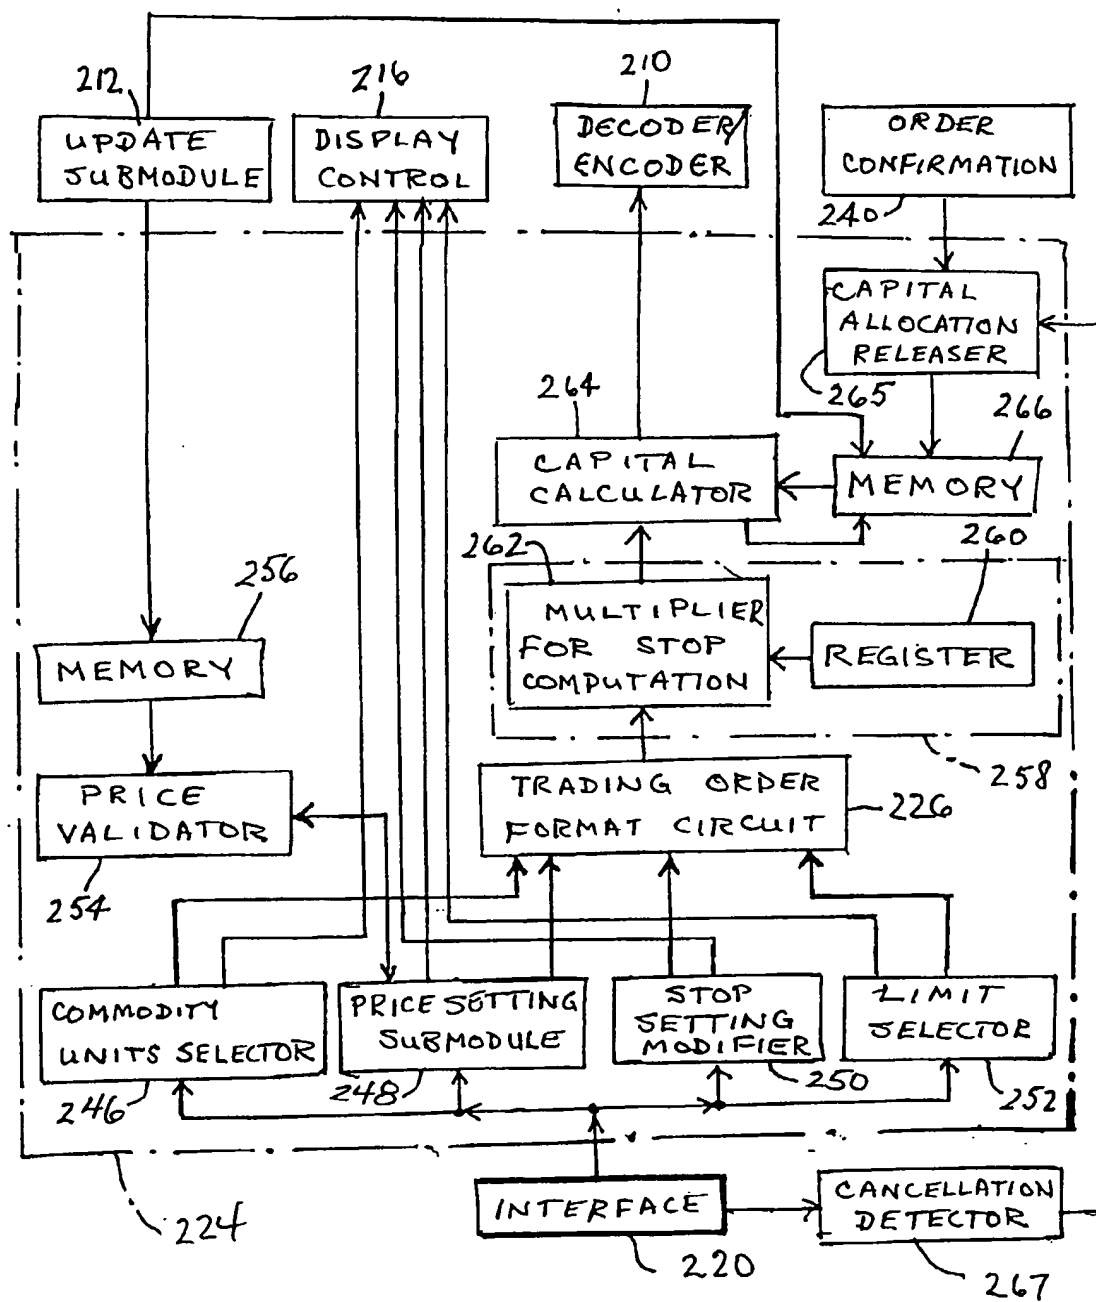 212
216
210
UPDATE
SUBMODULE
DISPLAY
CONTROL
DECODER/
ENCODER
ORDER
CONFIRMATION
240
CAPITAL
ALLOCATION
RELEASER
265
264
266
CAPITAL
CALCULATOR
MEMORY
262
260
256
MULTIPLIER
FOR STOP
COMPUTATION
REGISTER
MEMORY
258
PRICE
VALIDATOR
254
TRADING ORDER
FORMAT CIRCUIT
226
COMMODITY
UNITS SELECTOR
246
PRICE SETTING
SUBMODULE
248
STOP
SETTING
MODIFIER
250
LIMIT
SELECTOR
252
224
INTERFACE
220
CANCELLATION
DETECTOR
267